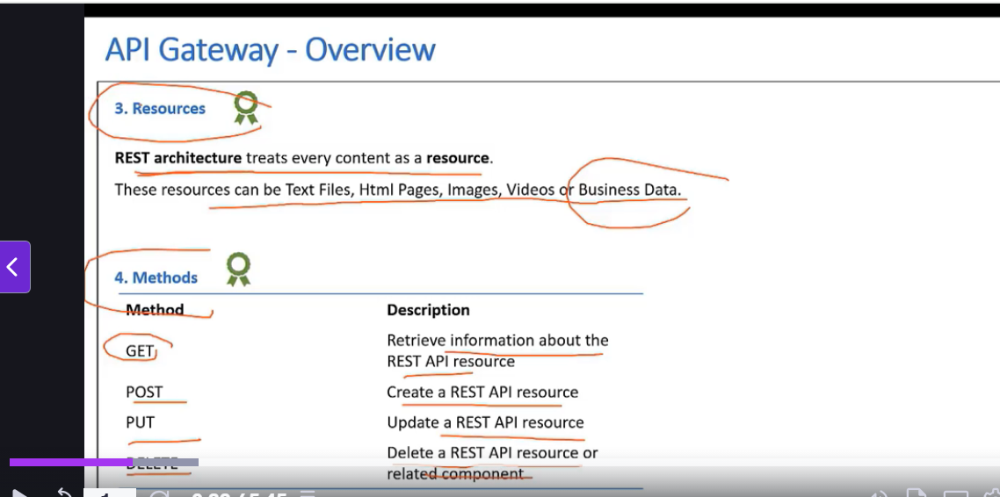 API Gateway - Overview
3. Resources
REST architecture treats every content as a resource.
These resources can be Text Files, Html Pages, Images, Videos or Business Data.
4. Methods
Method Description
GET Retrieve information about the
REST API resource
POST Create a REST API resource
PUT Update a REST API resource
DELETE Delete a REST API resource or
related component